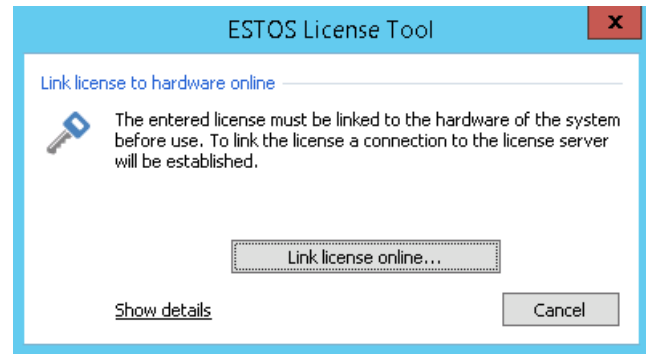 ESTOS License Tool
x
Link license to hardware online
The entered license must be linked to the hardware of the system
before use. To link the license a connection to the license server
will be established.
Link license online...
Show details
Cancel